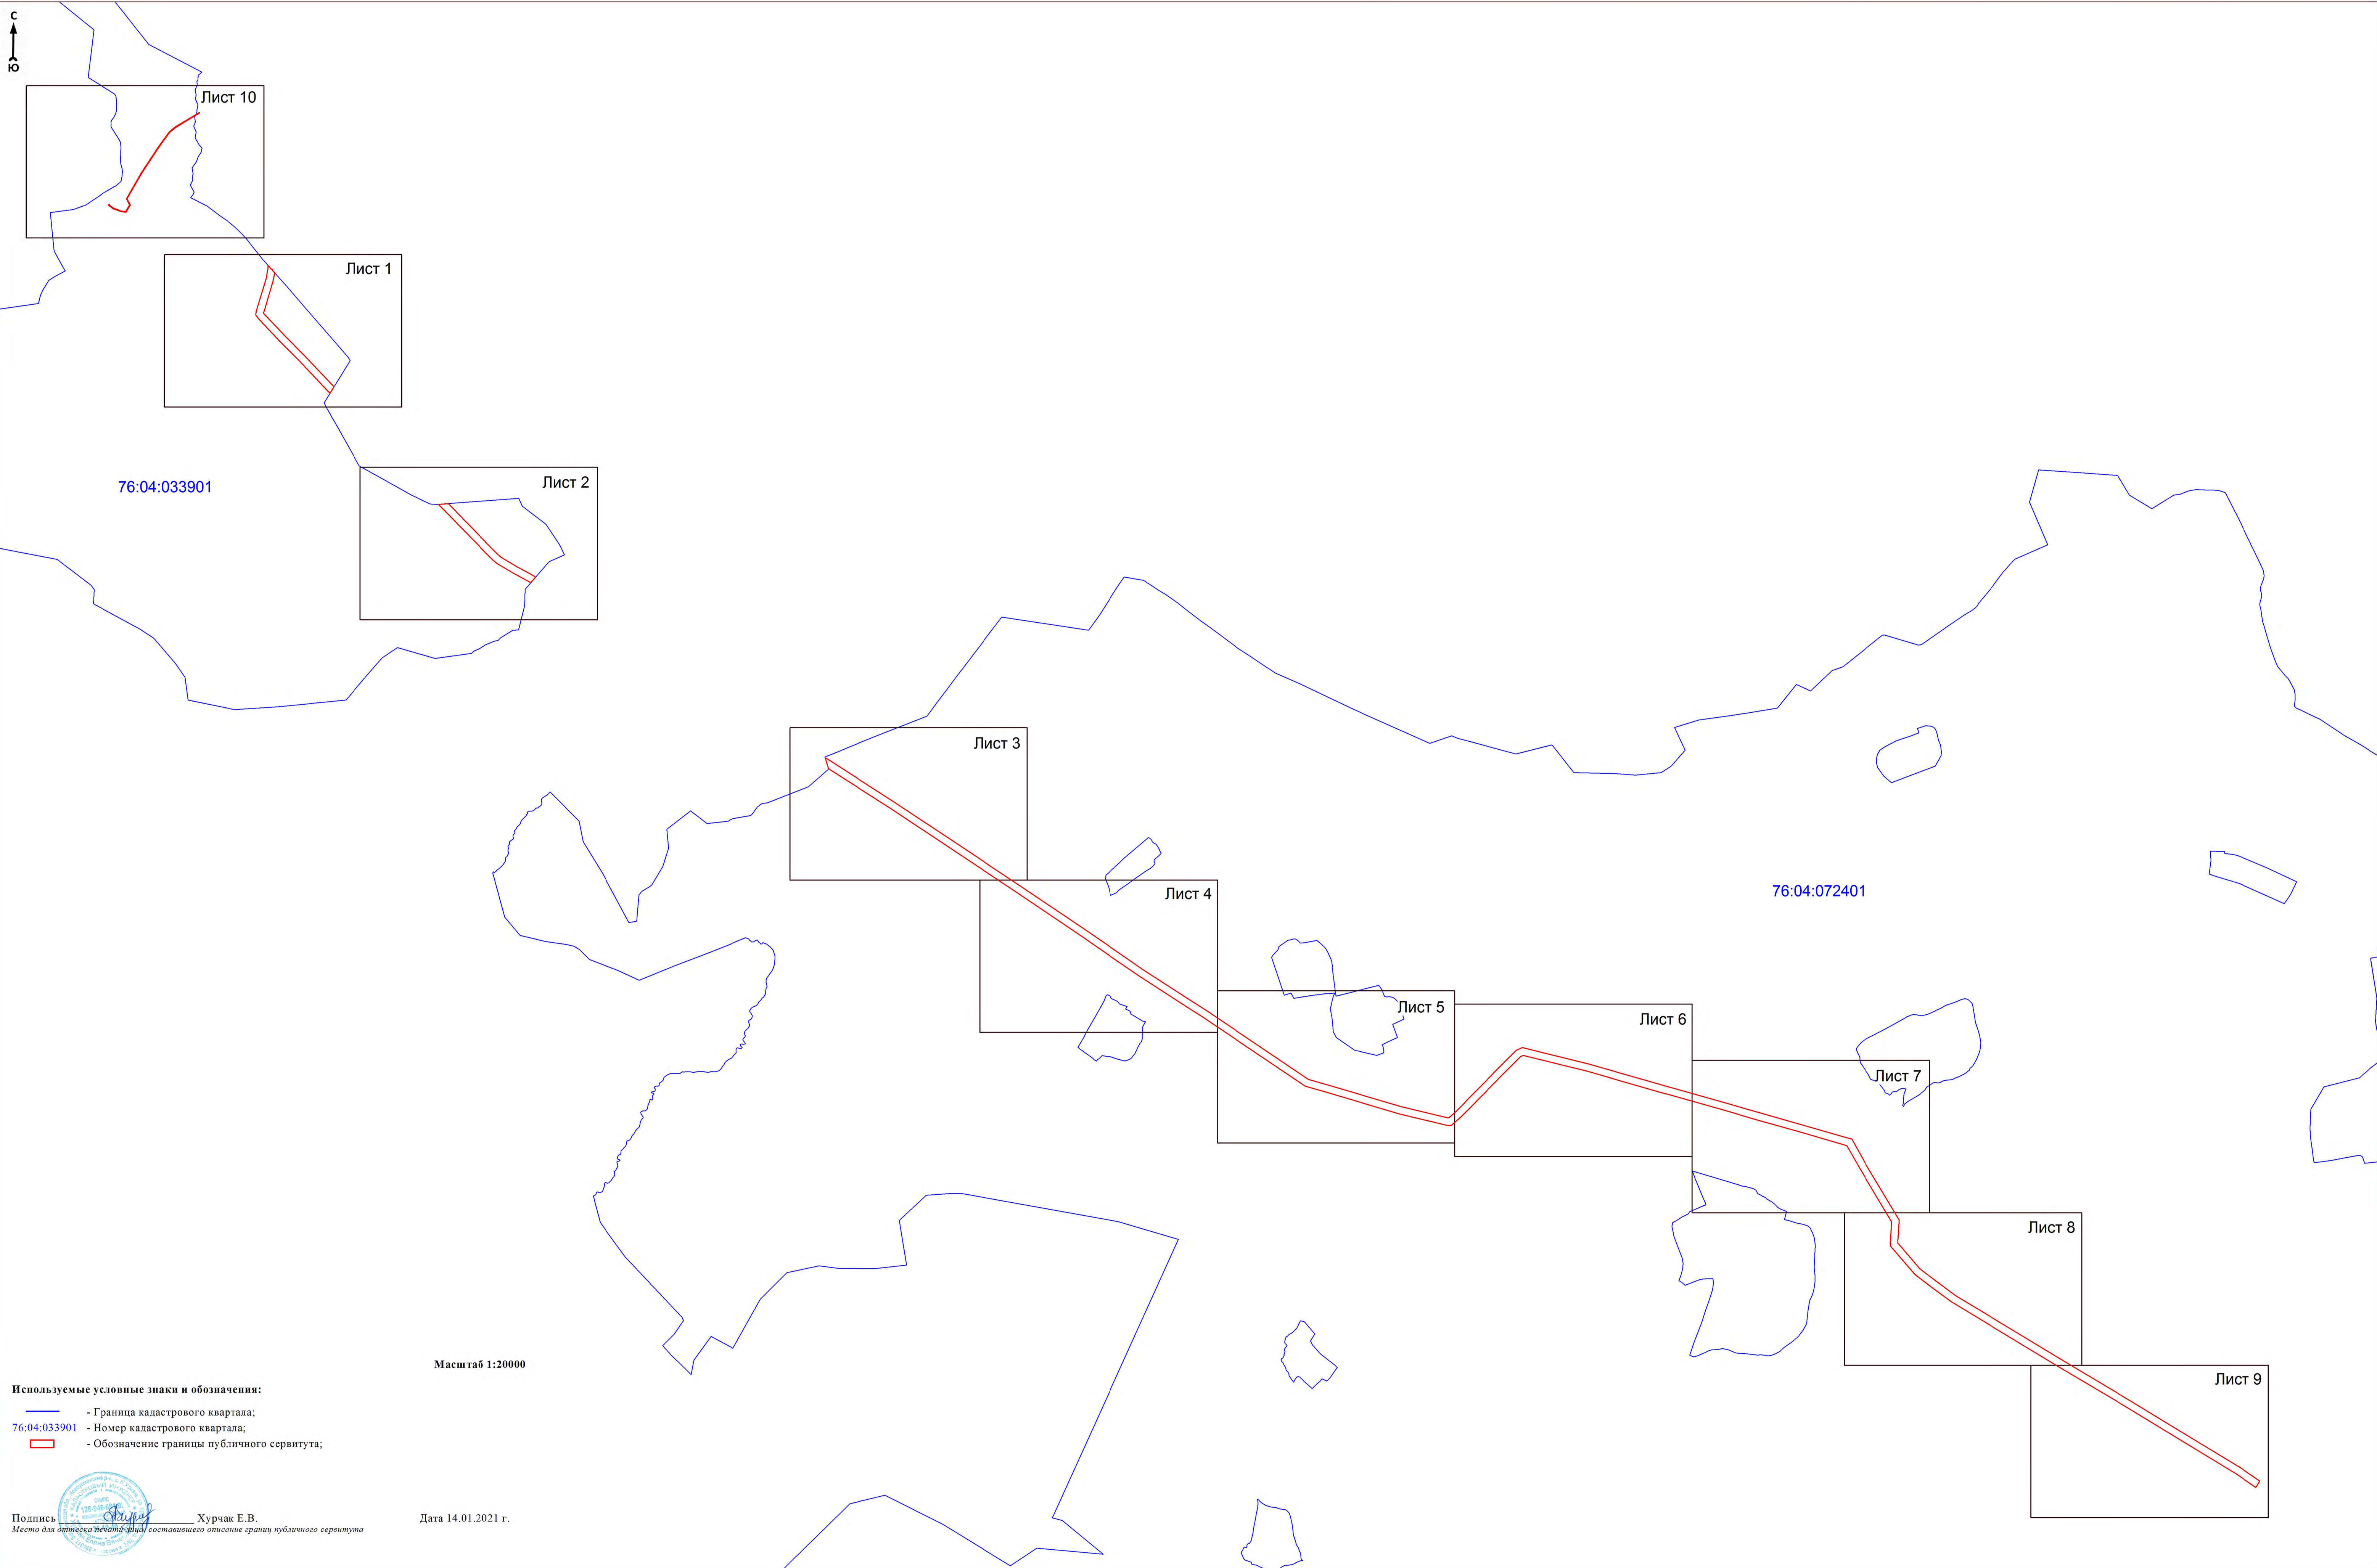 С
Ю
Лист 10
Лист 1
76:04:033901
Лист 2
Лист 3
Лист 4
76:04:072401
Лист 5
Лист 6
Лист 7
Лист 8
Лист 9
Масштаб 1:20000
Используемые условные знаки и обозначения:
- Граница кадастрового квартала;
76:04:033901 - Номер кадастрового квартала;
- Обозначение границы публичного сервитута;
Подпись Хурчак Е.В. Дата 14.01.2021 г.
Место для оттиска печати лица, составившего описание границ публичного сервитута